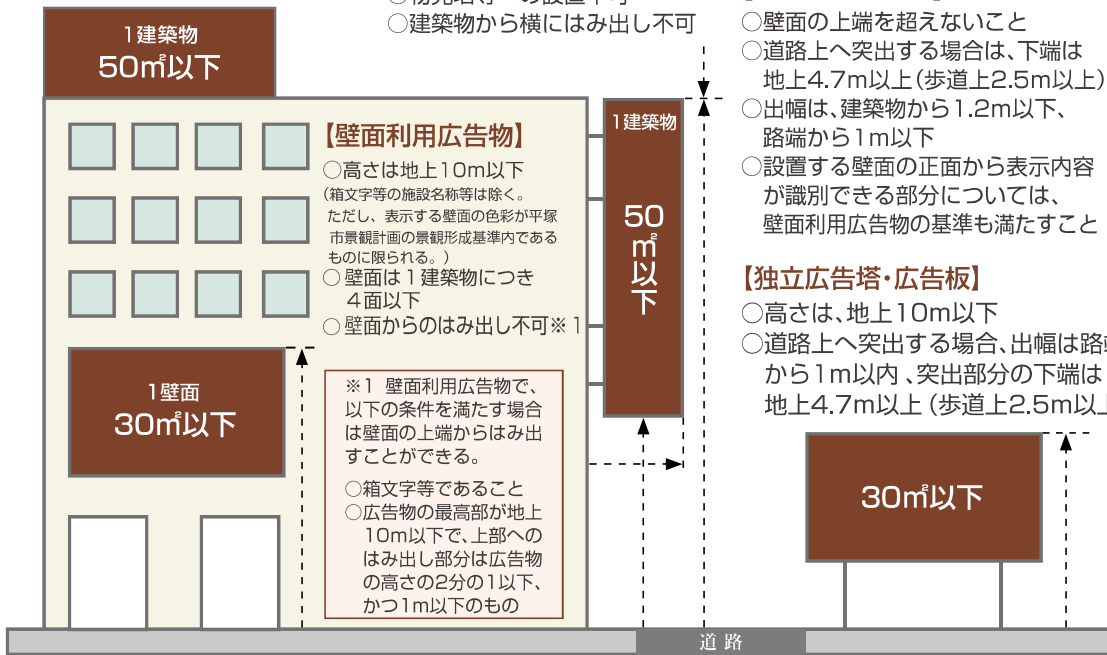 ○建築物から横にはみ出し不可
1建築物
50㎡以下
【壁面利用広告物】
○高さは地上10m以下
(箱文字等の施設名称等は除く。
ただし、表示する壁面の色彩が平塚
市景観計画の景観形成基準内である
ものに限られる。)
○壁面は1建築物につき
4面以下
○壁面からのはみ出し不可※1
1壁面
30㎡以下
※1 壁面利用広告物で、
以下の条件を満たす場合
は壁面の上端からはみ出
すことができる。
○箱文字等であること
○広告物の最高部が地上
10m以下で、上部への
はみ出し部分は広告物
の高さの2分の1以下、
かつ1m以下のもの
1建築物
50㎡以下
○壁面の上端を超えないこと
○道路上へ突出する場合は、下端は
地上4.7m以上(歩道上2.5m以上)
○出幅は、建築物から1.2m以下、
路端から1m以下
○設置する壁面の正面から表示内容
が識別できる部分については、
壁面利用広告物の基準も満たすこと
【独立広告塔・広告板】
○高さは、地上10m以下
○道路上へ突出する場合、出幅は路
から1m以内、突出部分の下端は
地上4.7m以上(歩道上2.5m以
30㎡以下
道路